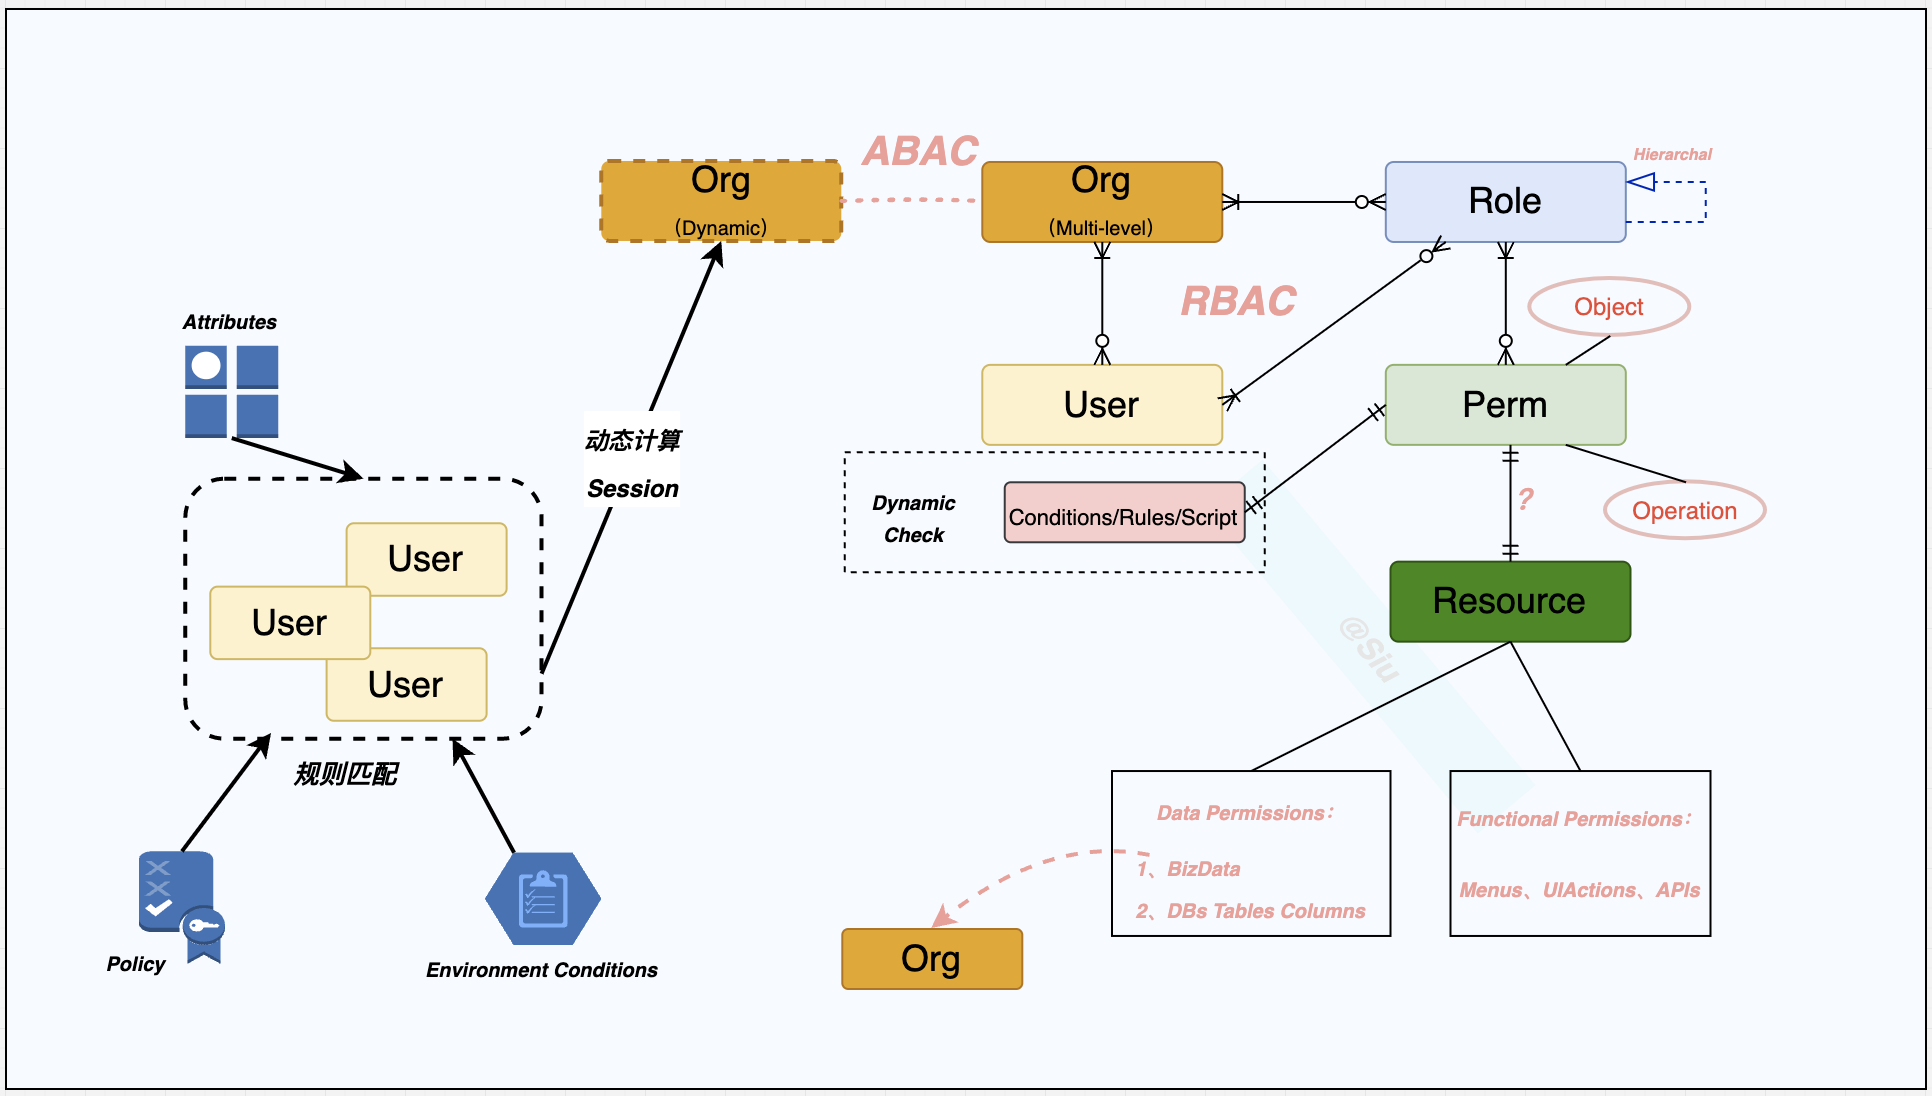 ABAC
Org
(Dynamic)
Org
(Multi-level)
Role
Hierarchal
RBAC
Object
Attributes
User
Perm
动态计算
Session
Dynamic
Check
Conditions/Rules/Script
?
Operation
User
User
User
Resource
@Siu
规则匹配
Data Permissions：
1、BizData
2、DBs Tables Columns
Functional Permissions：
Menus、UIActions、APIs
Policy
Environment Conditions
Org